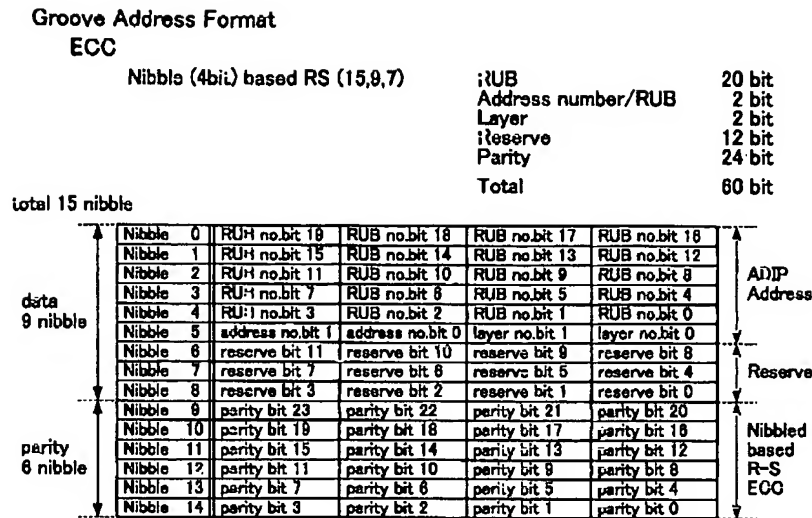 Groove Address Format
ECC
Nibble (4bit) based RS (15,9,7)
RUB 20 bit
Address number/RUB 2 bit
Layer 2 bit
Reserve 12 bit
Parity 24 bit
Total 60 bit
total 15 nibble
Nibble 0 RUB no.bit 19 RUB no.bit 18 RUB no.bit 17 RUB no.bit 16
Nibble 1 RUB no.bit 15 RUB no.bit 14 RUB no.bit 13 RUB no.bit 12
Nibble 2 RUB no.bit 11 RUB no.bit 10 RUB no.bit 9 RUB no.bit 8
Nibble 3 RUB no.bit 7 RUB no.bit 6 RUB no.bit 5 RUB no.bit 4
Nibble 4 RUB no.bit 3 RUB no.bit 2 RUB no.bit 1 RUB no.bit 0
Nibble 5 address no.bit 1 address no.bit 0 layer no.bit 1 layer no.bit 0
Nibble 6 reserve bit 11 reserve bit 10 reserve bit 9 reserve bit 8
Nibble 7 reserve bit 7 reserve bit 6 reserve bit 5 reserve bit 4
Nibble 8 reserve bit 3 reserve bit 2 reserve bit 1 reserve bit 0
Nibble 9 parity bit 23 parity bit 22 parity bit 21 parity bit 20
Nibble 10 parity bit 19 parity bit 18 parity bit 17 parity bit 16
Nibble 11 parity bit 15 parity bit 14 parity bit 13 parity bit 12
Nibble 12 parity bit 11 parity bit 10 parity bit 9 parity bit 8
Nibble 13 parity bit 7 parity bit 6 parity bit 5 parity bit 4
Nibble 14 parity bit 3 parity bit 2 parity bit 1 parity bit 0
data
9 nibble
parity
6 nibble
ADIP
Address
Reserve
Nibbled
based
R-S
ECC